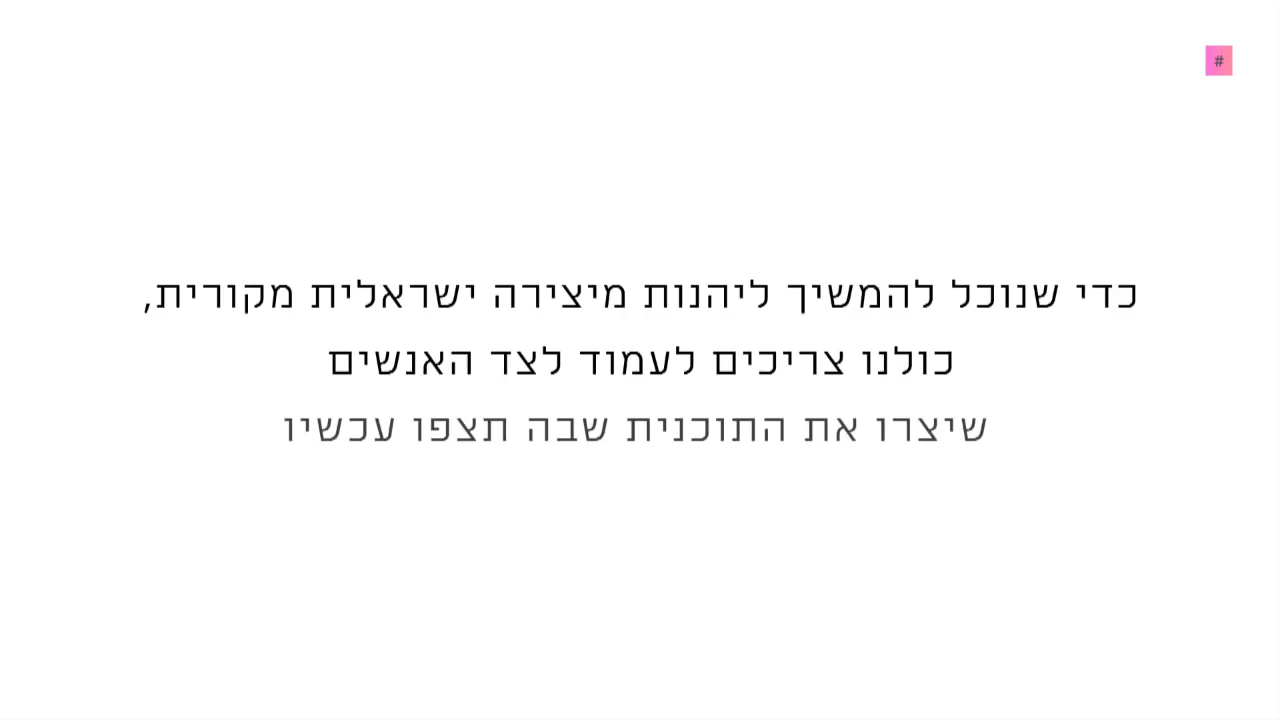 #
כדי שנוכל להמשיך ליהנות מיצירה ישראלית מקורית,
כולנו צריכים לעמוד לצד האנשים
שיצרו את התוכנית שבה תצפו עכשיו